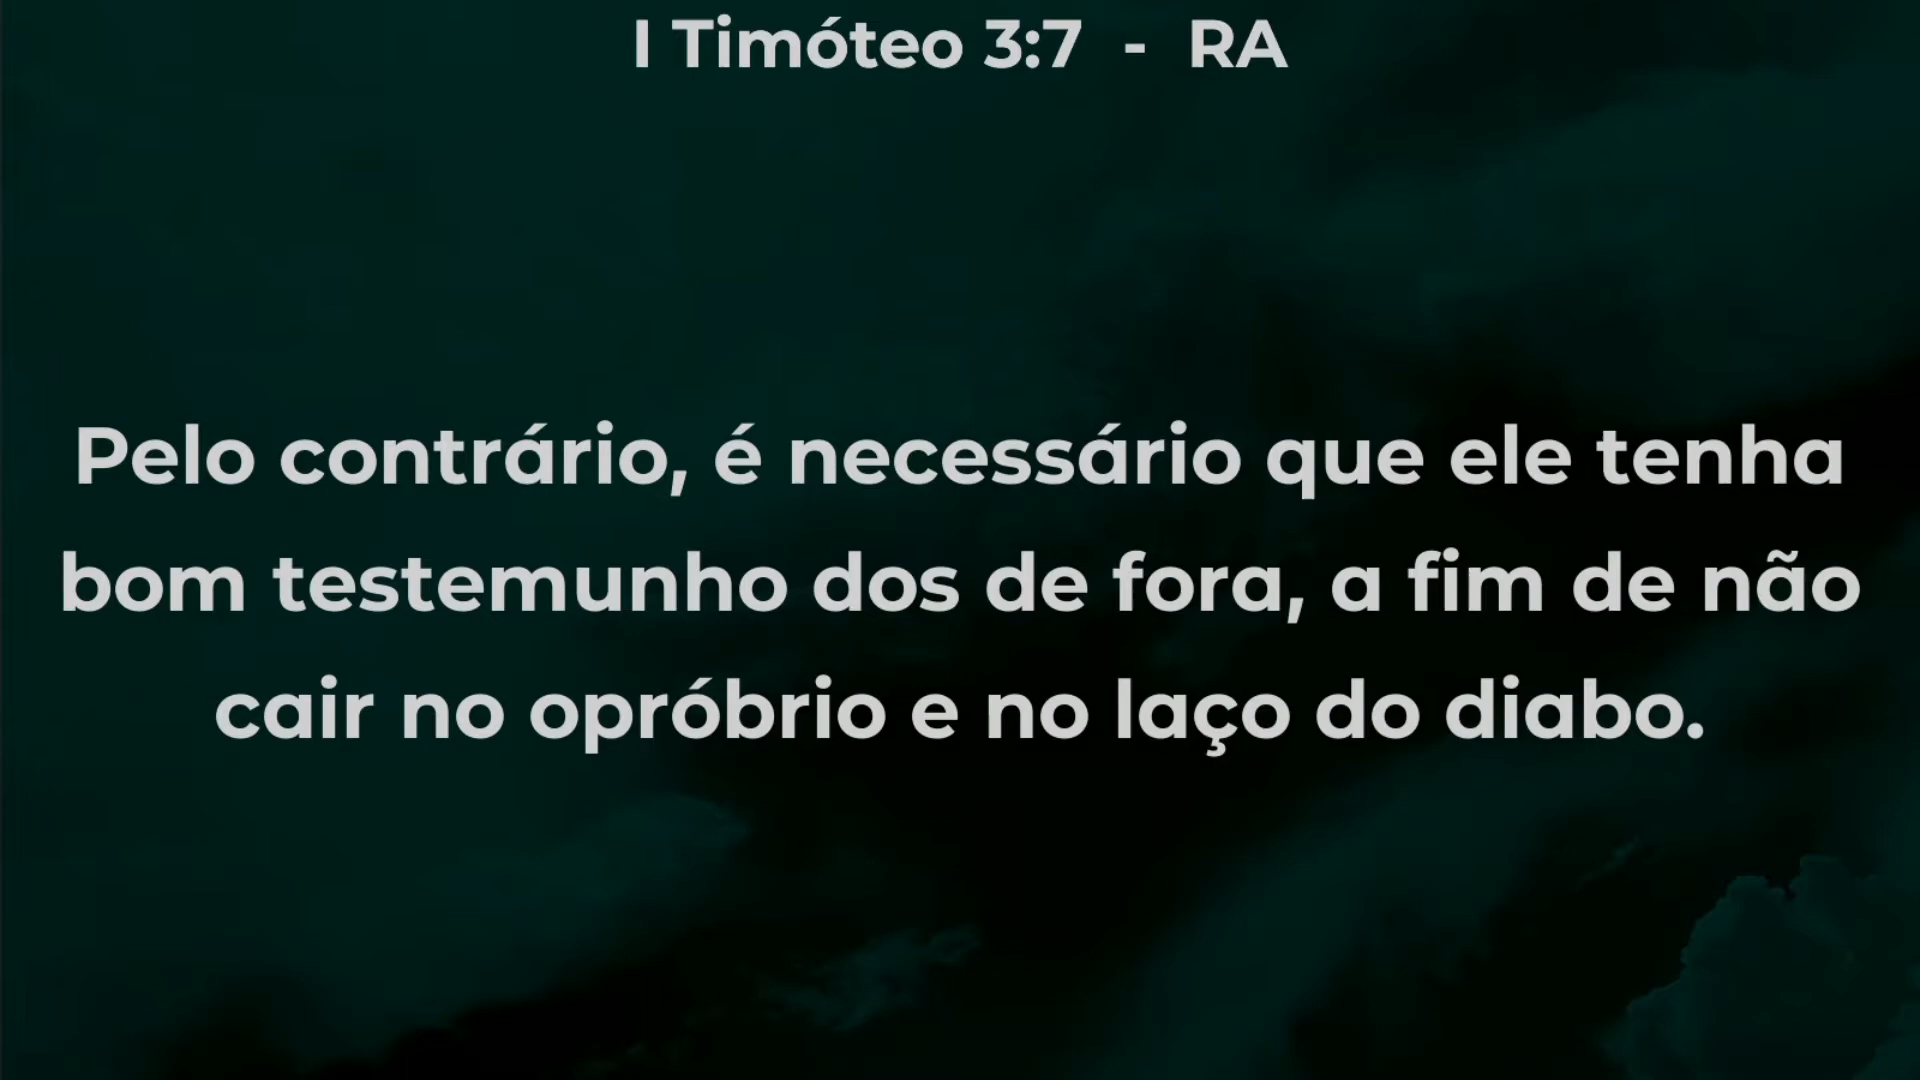 I Timóteo 3:7 - RA
Pelo contrário, é necessário que ele tenha
bom testemunho dos de fora, a fim de não
cair no opróbrio e no laço do diabo.